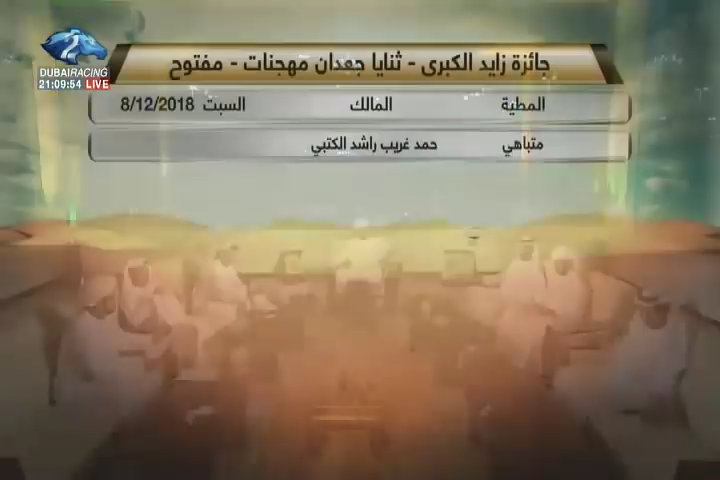 2
DUBAIRACING
21:09:54 LIVE
جائزة زايد الكبرى - ثنايا جعدان مهجنات - مفتوح
المطية المالك السبت 8/12/2018
متباهي حمد غريب راشد الكتبي